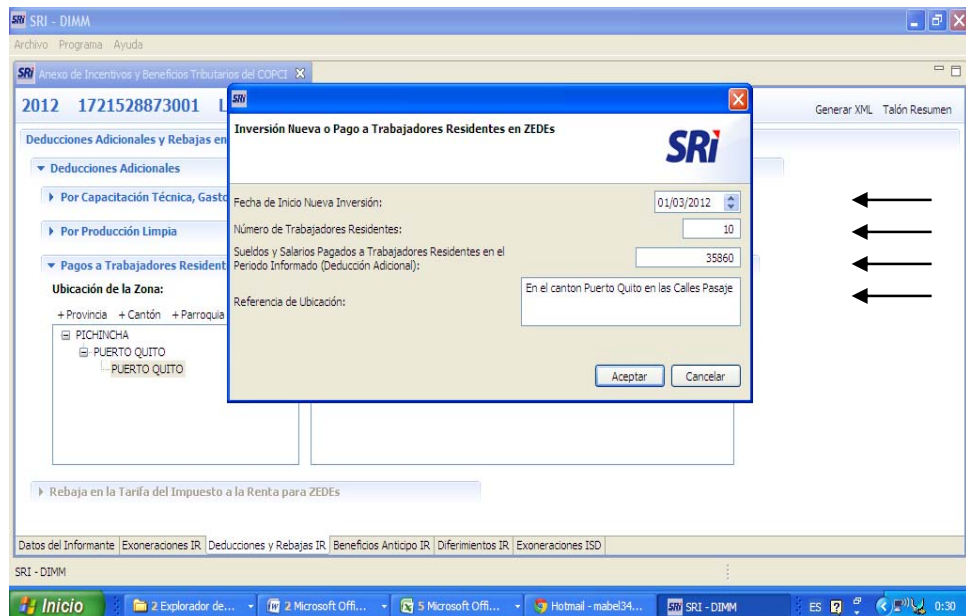 SRi SRI - DIMM
Archivo Programa Ayuda
SRi Anexo de Incentivos y Beneficios Tributarios del COPCI
2012 1721528873001 L
Generar XML Talón Resumen
Deducciones Adicionales y Rebajas en
Deducciones Adicionales
Por Capacitación Técnica, Gasto
Por Producción Limpia
Pagos a Trabajadores Resident
Ubicación de la Zona:
+ Provincia + Cantón + Parroquia
PICHINCHA
PUERTO QUITO
PUERTO QUITO
SRi
Inversión Nueva o Pago a Trabajadores Residentes en ZEDEs
SRi
Fecha de Inicio Nueva Inversión: 01/03/2012
Número de Trabajadores Residentes: 10
Sueldos y Salarios Pagados a Trabajadores Residentes en el
Periodo Informado (Deducción Adicional): 35860
Referencia de Ubicación: En el canton Puerto Quito en las Calles Pasaje
Aceptar Cancelar
Rebaja en la Tarifa del Impuesto a la Renta para ZEDEs
Datos del Informante Exoneraciones IR Deducciones y Rebajas IR Beneficios Anticipo IR Diferimientos IR Exoneraciones ISD
SRI - DIMM
Inicio 2 Explorador de... 2 Microsoft Offi... 5 Microsoft Offi... Hotmail - mabel34... SRi SRI - DIMM ES 0:30